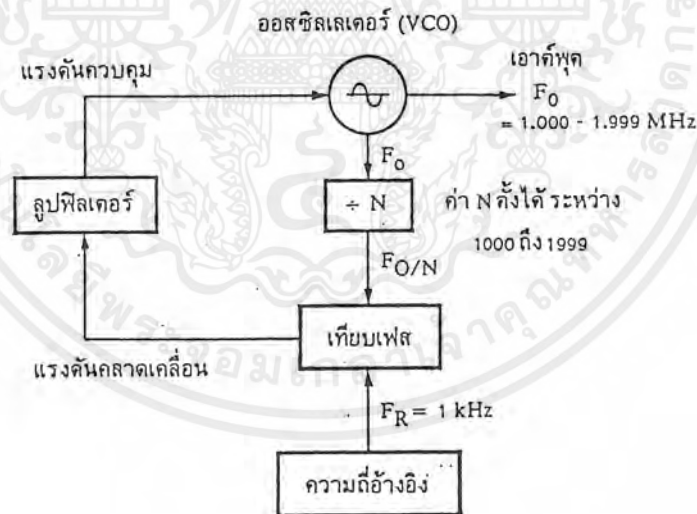 ออสซิลเลเตอร์ (VCO)
แรงดันควบคุม
เอาต์พุต
F₀
= 1.000 - 1.999 MHz
F₀
ลูปฟิลเตอร์
÷ N
ค่า N ตั้งได้ ระหว่าง
1000 ถึง 1999
F_O/N
เทียบเฟส
แรงดันคลาดเคลื่อน
F_R = 1 kHz
ความถี่อ้างอิง